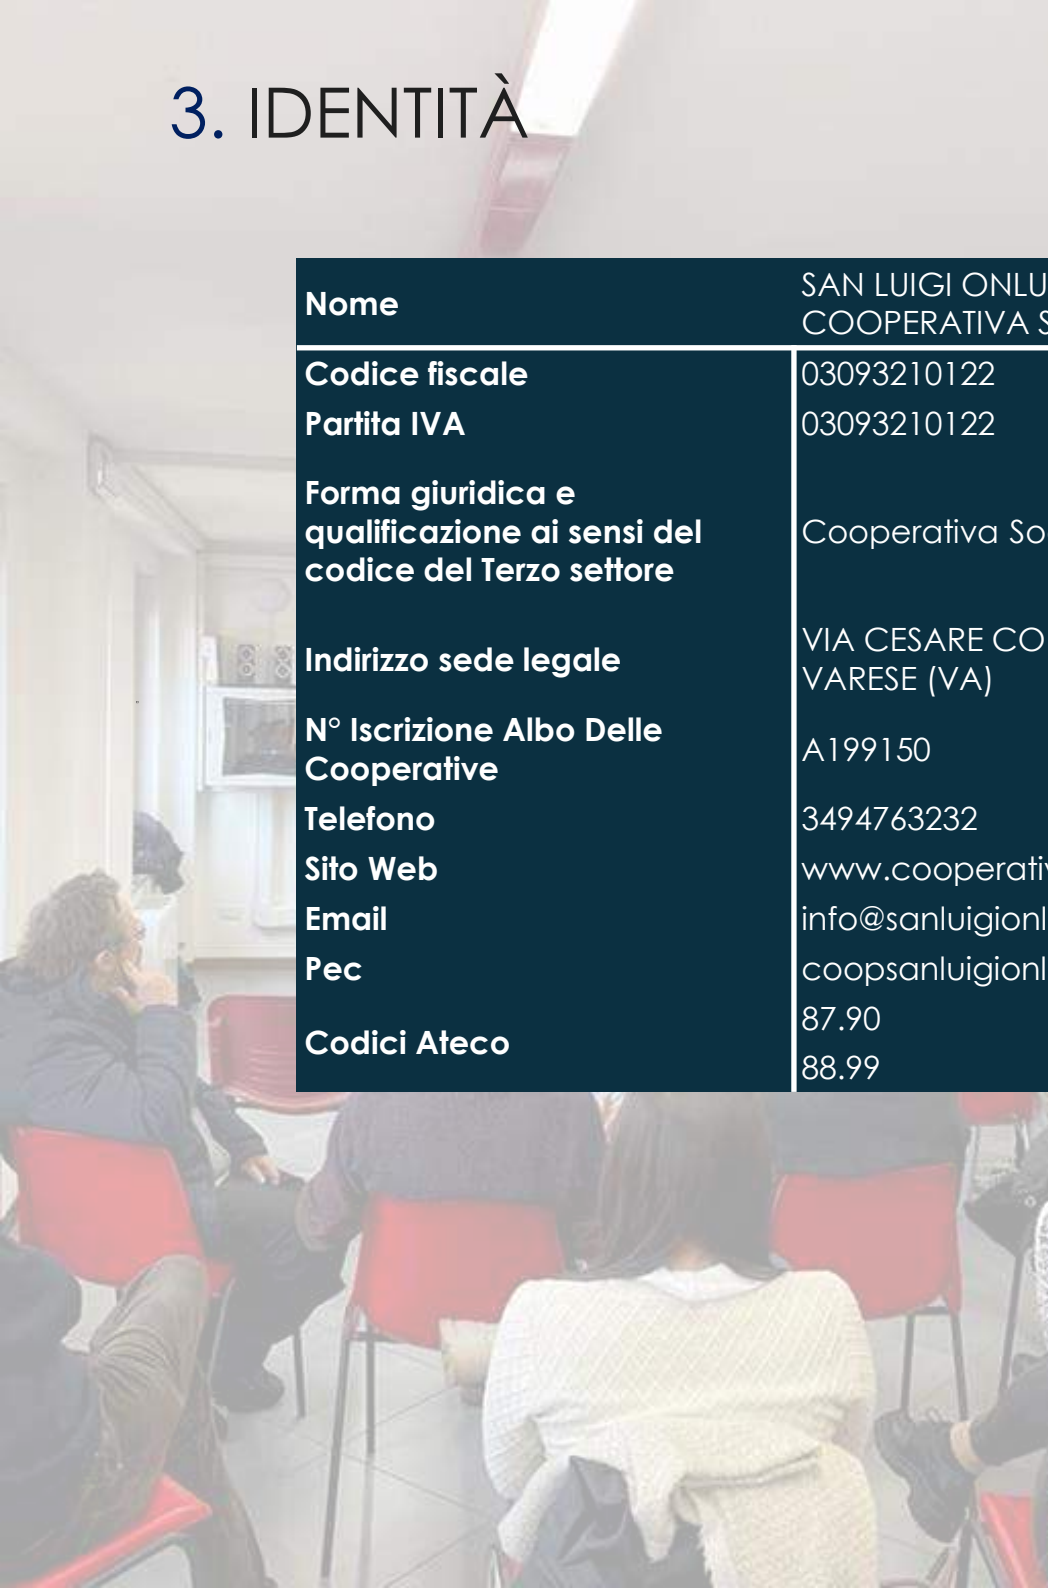 3. IDENTITÀ
Nome
SAN LUIGI ONLU
COOPERATIVA S
Codice fiscale
03093210122
Partita IVA
03093210122
Forma giuridica e
qualificazione ai sensi del
codice del Terzo settore
Cooperativa So
Indirizzo sede legale
VIA CESARE CO
VARESE (VA)
N° Iscrizione Albo Delle
Cooperative
A199150
Telefono
3494763232
Sito Web
www.cooperativ
Email
info@sanluigionl
Pec
coopsanluigionl
Codici Ateco
87.90
88.99